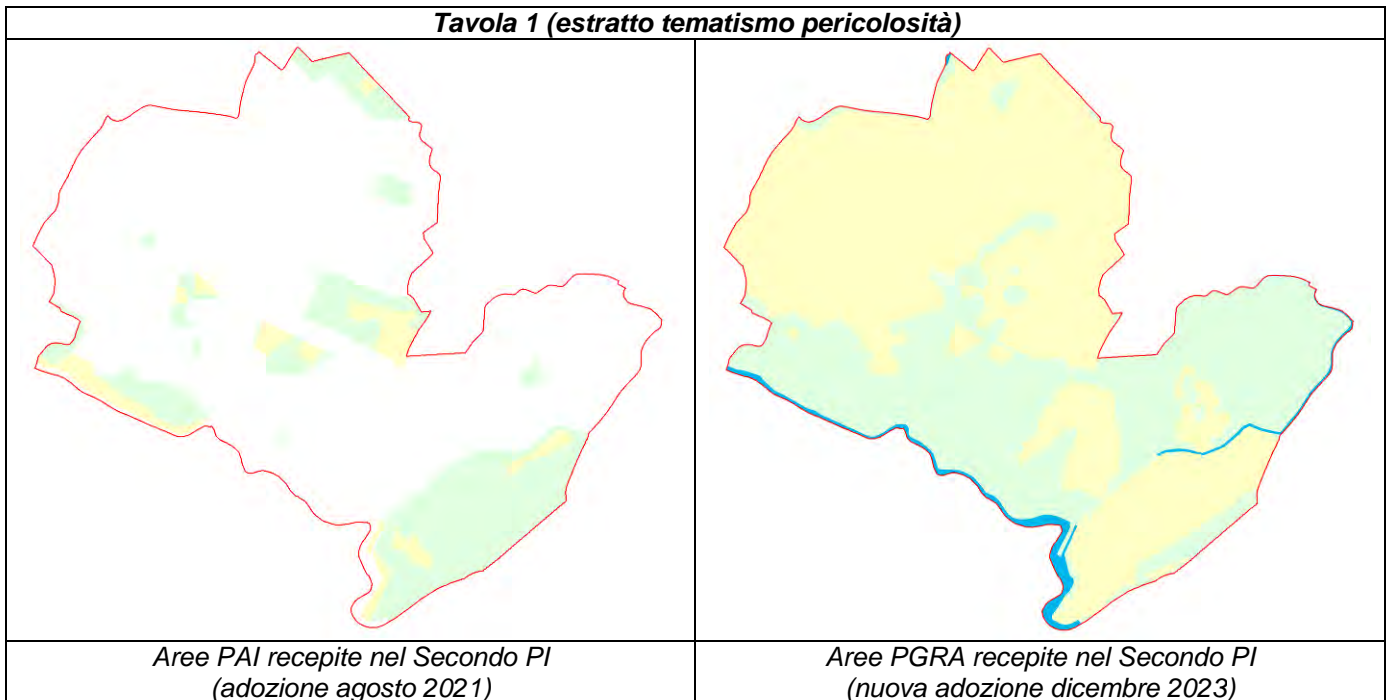 Tavola 1 (estratto tematismo pericolosità)
Aree PAI recepite nel Secondo PI
(adozione agosto 2021)
Aree PGRA recepite nel Secondo PI
(nuova adozione dicembre 2023)